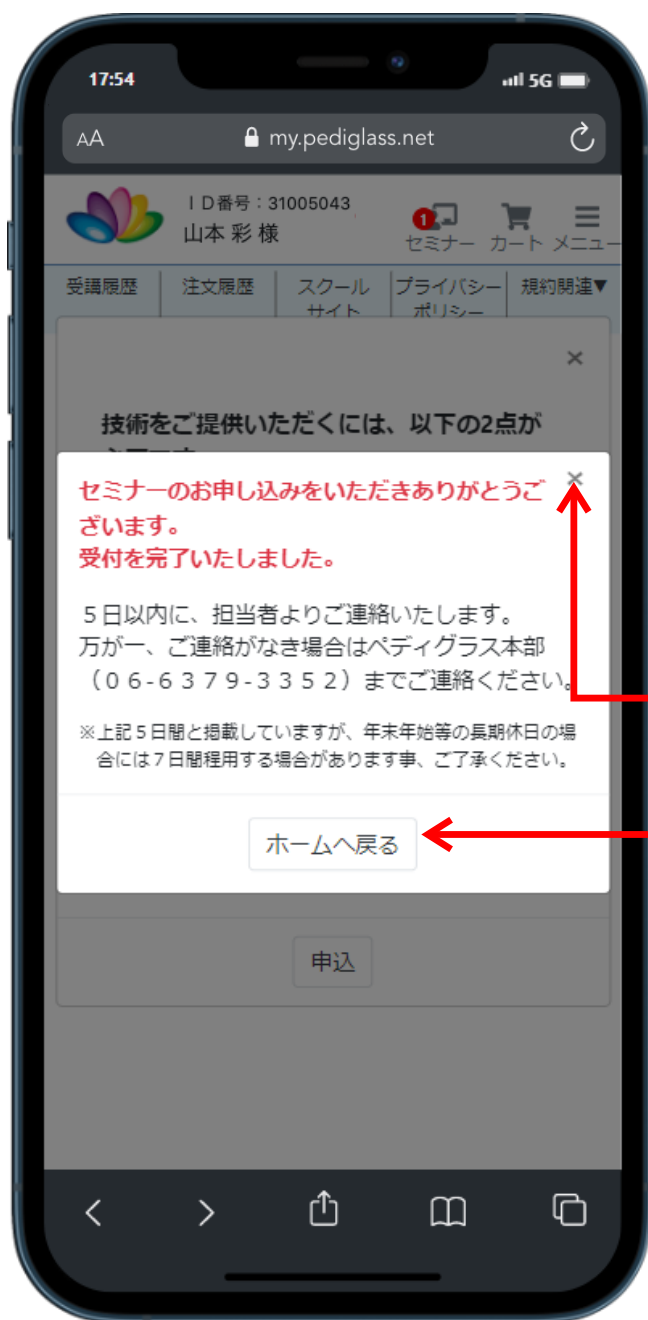 17:54
5G
AA
my.pediglass.net
ＩＤ番号：31005043
山本 彩 様
1
セミナー カート メニュー
受講履歴 注文履歴 スクール プライバシー 規約関連▼
サイト ポリシー
×
技術をご提供いただくには、以下の2点が
×
セミナーのお申し込みをいただきありがとうご
ざいます。
受付を完了いたしました。
５日以内に、担当者よりご連絡いたします。
万が一、ご連絡がなき場合はペディグラス本部
（０６-６３７９-３３５２）までご連絡ください。
※上記５日間と掲載していますが、年末年始等の長期休日の場
合には７日間程用する場合があります事、ご了承ください。
ホームへ戻る
申込